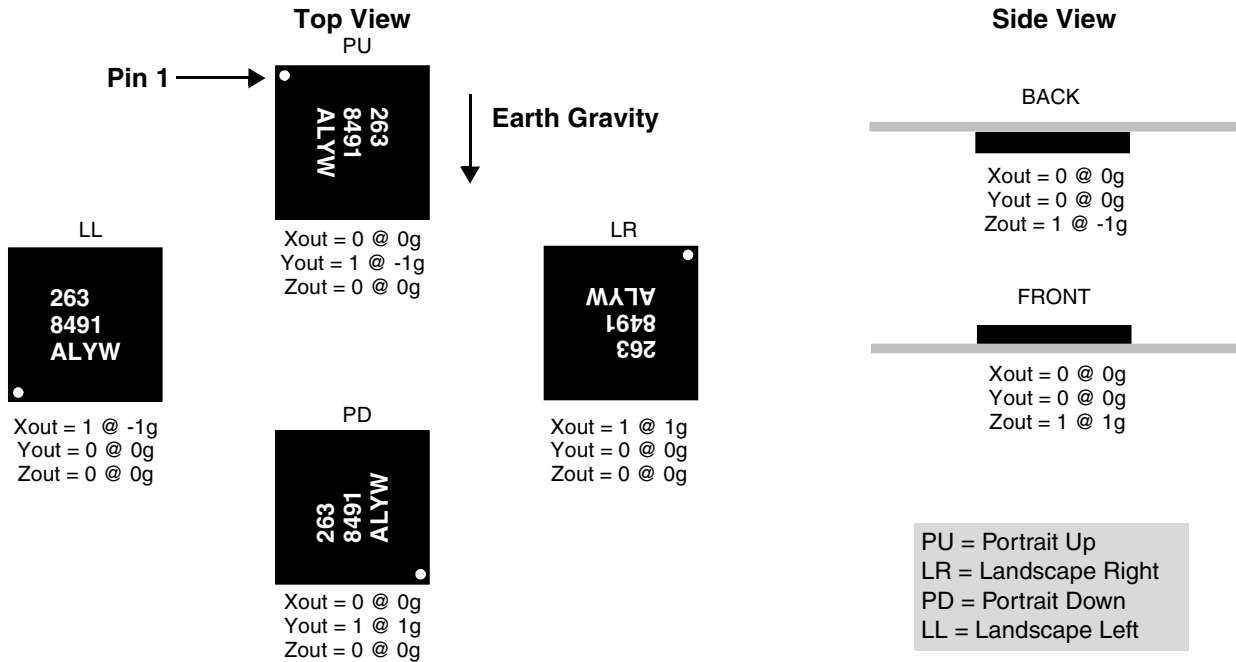 Top View
PU
Pin 1
263
8491
ALYW
Earth Gravity
Xout = 0 @ 0g
Yout = 1 @ -1g
Zout = 0 @ 0g
LL
263
8491
ALYW
Xout = 1 @ -1g
Yout = 0 @ 0g
Zout = 0 @ 0g
LR
263
8491
ALYW
Xout = 1 @ 1g
Yout = 0 @ 0g
Zout = 0 @ 0g
PD
263
8491
ALYW
Xout = 0 @ 0g
Yout = 1 @ 1g
Zout = 0 @ 0g
Side View
BACK
Xout = 0 @ 0g
Yout = 0 @ 0g
Zout = 1 @ -1g
FRONT
Xout = 0 @ 0g
Yout = 0 @ 0g
Zout = 1 @ 1g
PU = Portrait Up
LR = Landscape Right
PD = Portrait Down
LL = Landscape Left